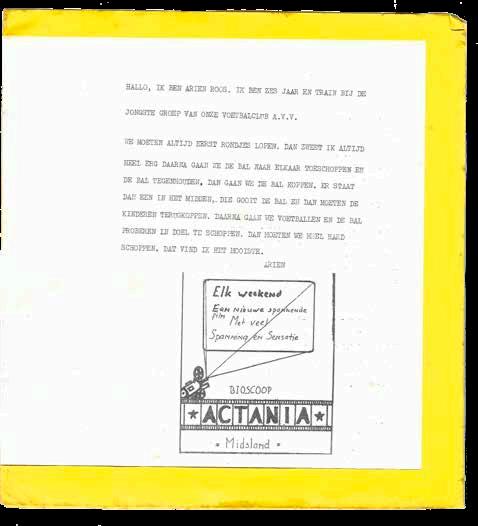 HALLO, IK BEN ARIEN ROOS. IK BEN ZES JAAR EN TRAIN BIJ DE
JONGSTE GROEP VAN ONZE VOETBALCLUB A.V.V.
WE MOETEN ALTIJD EERST RONDJES LOPEN. DAN ZWEET IK ALTIJD
HEEL ERG DAARNA GAAN WE DE BAL NAAR ELKAAR TOESCHOPPEN EN
DE BAL TEGENHOUDEN, DAN GAAN WE DE BAL KOPPEN. ER STAAT
DAN EEN IN HET MIDDEN, DIE GOOIT DE BAL EN DAN MOETEN DE
KINDEREN TERUGKOPPEN. DAARNA GAAN WE VOETBALLEN EN DE BAL
PROBEREN IN DOEL TE SCHOPPEN. DAN MOETEN WE HEEL HARD
SCHOPPEN, DAT VIND IK HET MOOISTE.
ARIEN
Elk weekend
Een nieuwe spannende
film Met veel
Spanning en Sensatie
BIOSCOOP
* ACTANIA *
Midsland